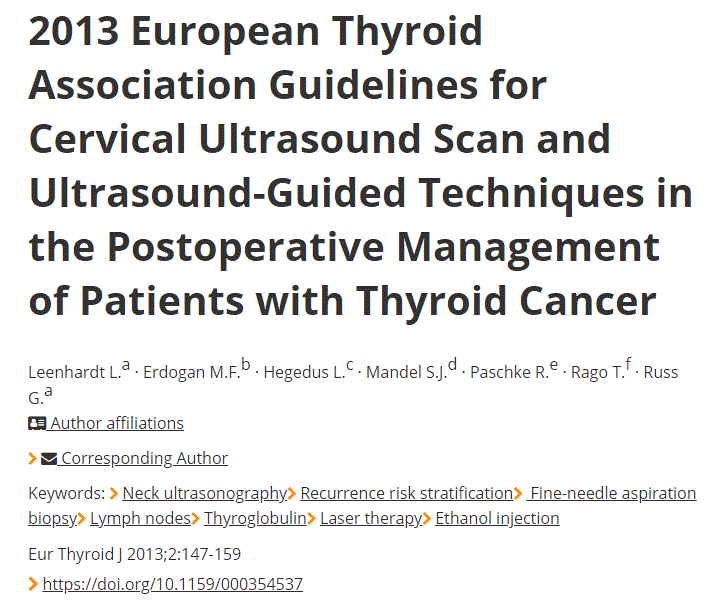 2013 European Thyroid
Association Guidelines for
Cervical Ultrasound Scan and
Ultrasound-Guided Techniques in
the Postoperative Management
of Patients with Thyroid Cancer
Leenhardt L.a · Erdogan M.F.b · Hegedus L.c · Mandel S.J.d · Paschke R.e · Rago T.f · Russ
G.a
Author affiliations
Corresponding Author
Keywords: Neck ultrasonography Recurrence risk stratification Fine-needle aspiration
biopsy Lymph nodes Thyroglobulin Laser therapy Ethanol injection
Eur Thyroid J 2013;2:147-159
https://doi.org/10.1159/000354537